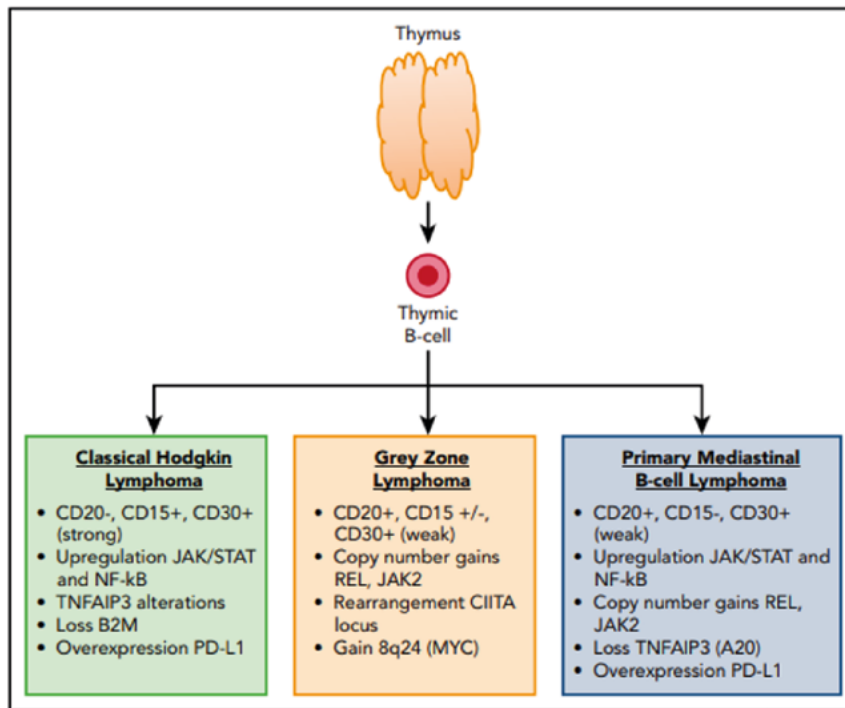 Thymus
Thymic
B-cell
Classical Hodgkin
Lymphoma
• CD20-, CD15+, CD30+
(strong)
• Upregulation JAK/STAT
and NF-kB
• TNFAIP3 alterations
• Loss B2M
• Overexpression PD-L1
Grey Zone
Lymphoma
• CD20+, CD15 +/-,
CD30+ (weak)
• Copy number gains
REL, JAK2
• Rearrangement CIITA
locus
• Gain 8q24 (MYC)
Primary Mediastinal
B-cell Lymphoma
• CD20+, CD15-, CD30+
(weak)
• Upregulation JAK/STAT and
NF-kB
• Copy number gains REL,
JAK2
• Loss TNFAIP3 (A20)
• Overexpression PD-L1